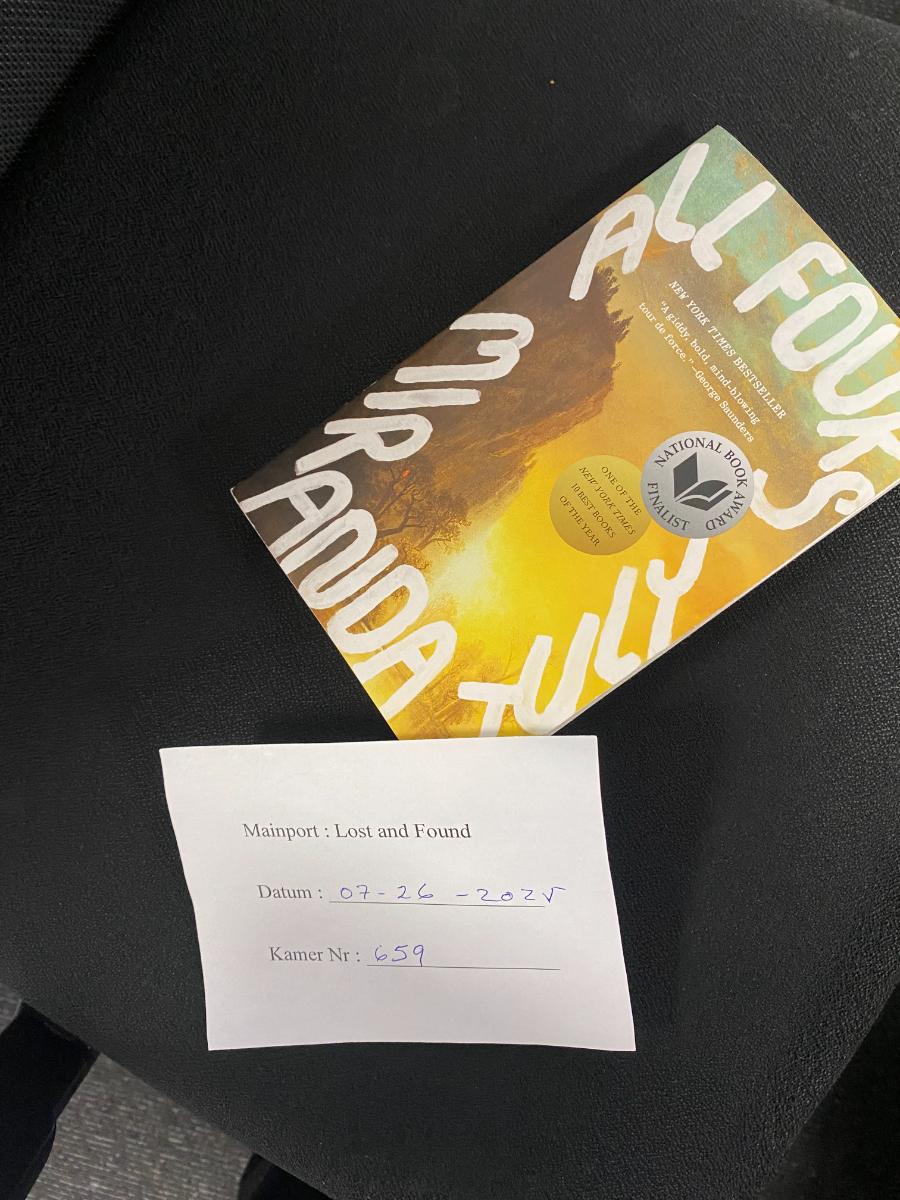 ALL FOURS
NEW YORK TIMES BESTSELLER
"A giddy, bold, mind-blowing
tour de force." —George Saunders
MIRANDA
JULY
ONE OF THE
NEW YORK TIMES
10 BEST BOOKS
OF THE YEAR
NATIONAL BOOK AWARD
FINALIST
Mainport : Lost and Found
Datum : 07-26-2025
Kamer Nr : 659